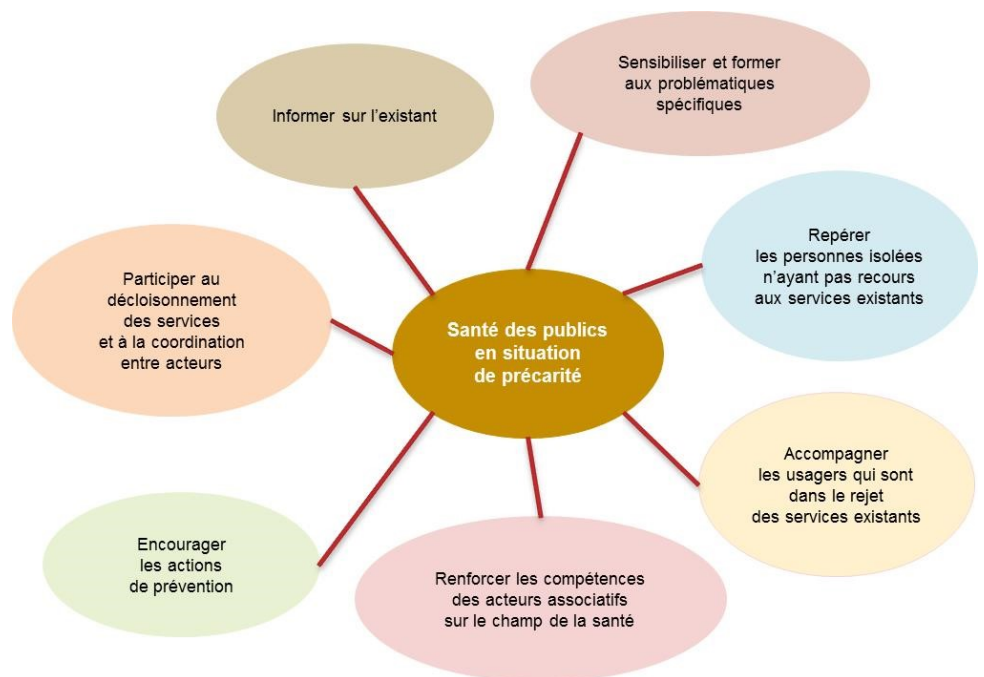 Sensibiliser et former
aux problématiques
spécifiques
Informer sur l'existant
Repérer
les personnes isolées
n'ayant pas recours
aux services existants
Participer au
décloisonnement
des services
et à la coordination
entre acteurs
Santé des publics
en situation
de précarité
Accompagner
les usagers qui sont
dans le rejet
des services existants
Encourager
les actions
de prévention
Renforcer les compétences
des acteurs associatifs
sur le champ de la santé